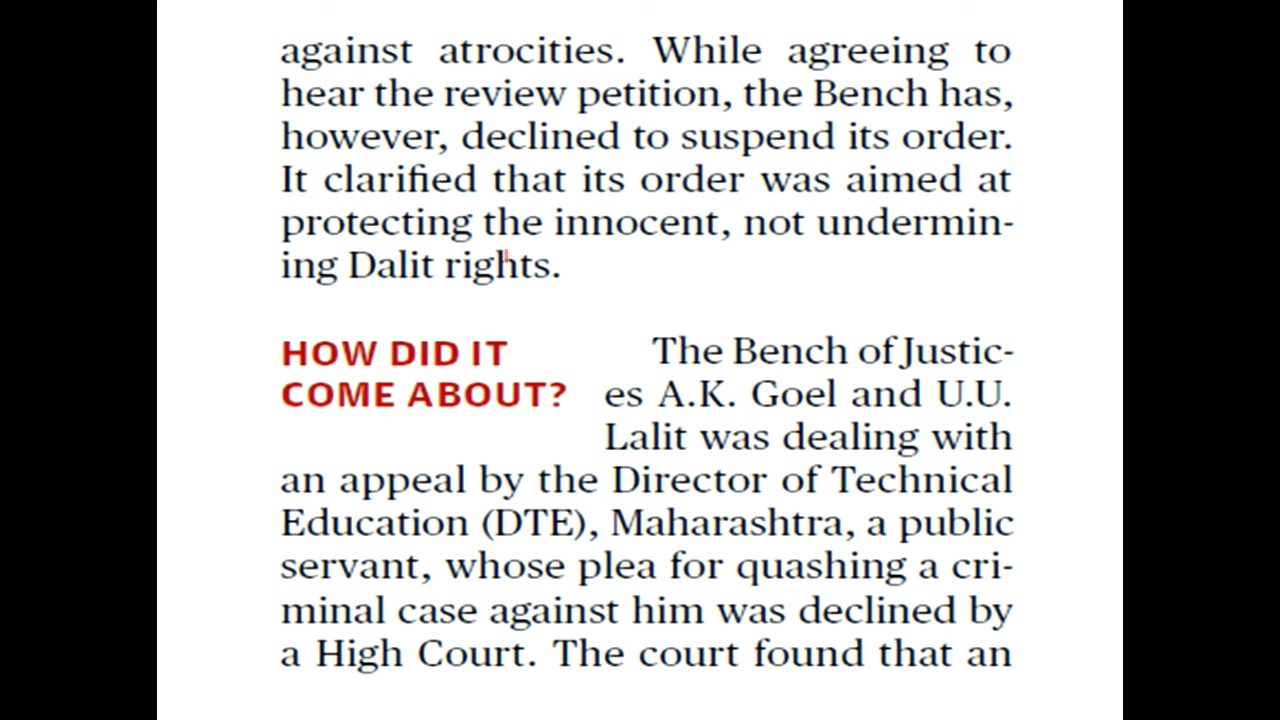 against atrocities. While agreeing to
hear the review petition, the Bench has,
however, declined to suspend its order.
It clarified that its order was aimed at
protecting the innocent, not undermin-
ing Dalit rights.
HOW DID IT
COME ABOUT?
The Bench of Justic-
es A.K. Goel and U.U.
Lalit was dealing with
an appeal by the Director of Technical
Education (DTE), Maharashtra, a public
servant, whose plea for quashing a cri-
minal case against him was declined by
a High Court. The court found that an